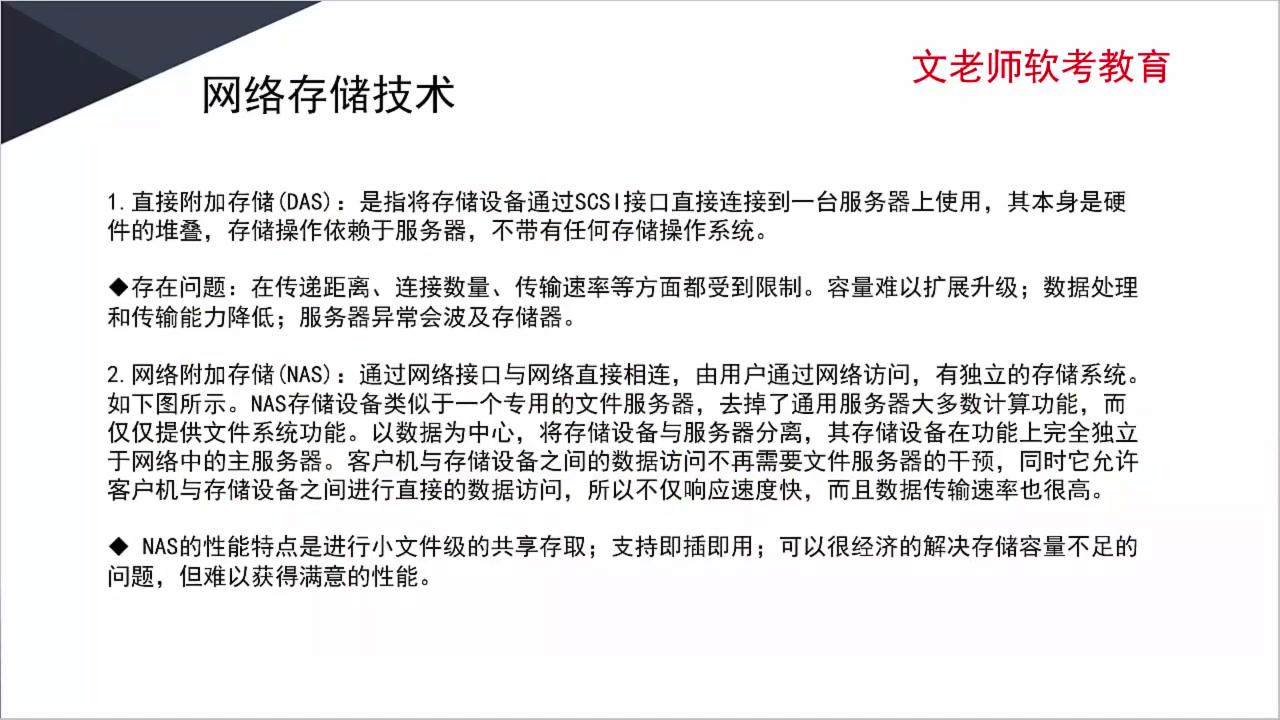 文老师软考教育
网络存储技术
1.直接附加存储(DAS)：是指将存储设备通过SCSI接口直接连接到一台服务器上使用，其本身是硬
件的堆叠，存储操作依赖于服务器，不带有任何存储操作系统。
◆存在问题：在传递距离、连接数量、传输速率等方面都受到限制。容量难以扩展升级；数据处理
和传输能力降低；服务器异常会波及存储器。
2.网络附加存储(NAS)：通过网络接口与网络直接相连，由用户通过网络访问，有独立的存储系统。
如下图所示。NAS存储设备类似于一个专用的文件服务器，去掉了通用服务器大多数计算功能，而
仅仅提供文件系统功能。以数据为中心，将存储设备与服务器分离，其存储设备在功能上完全独立
于网络中的主服务器。客户机与存储设备之间的数据访问不再需要文件服务器的干预，同时它允许
客户机与存储设备之间进行直接的数据访问，所以不仅响应速度快，而且数据传输速率也很高。
◆ NAS的性能特点是进行小文件级的共享存取；支持即插即用；可以很经济的解决存储容量不足的
问题，但难以获得满意的性能。